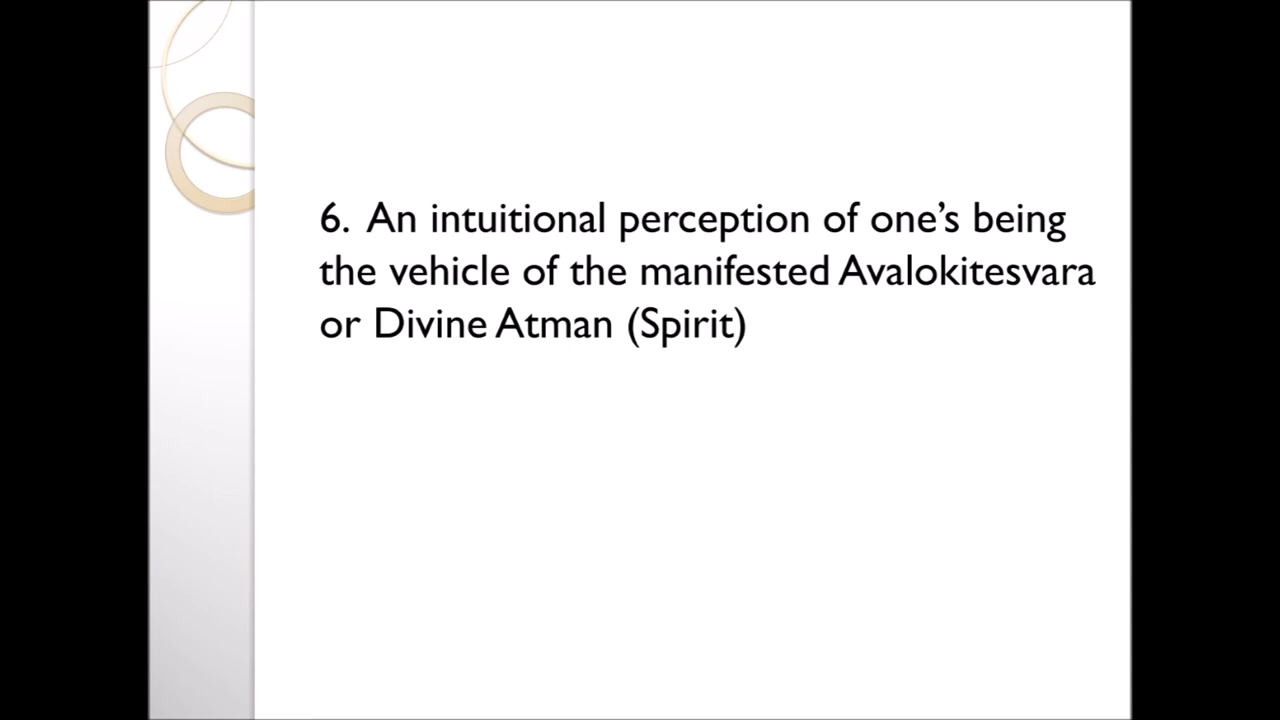 6. An intuitional perception of one’s being
the vehicle of the manifested Avalokitesvara
or Divine Atman (Spirit)